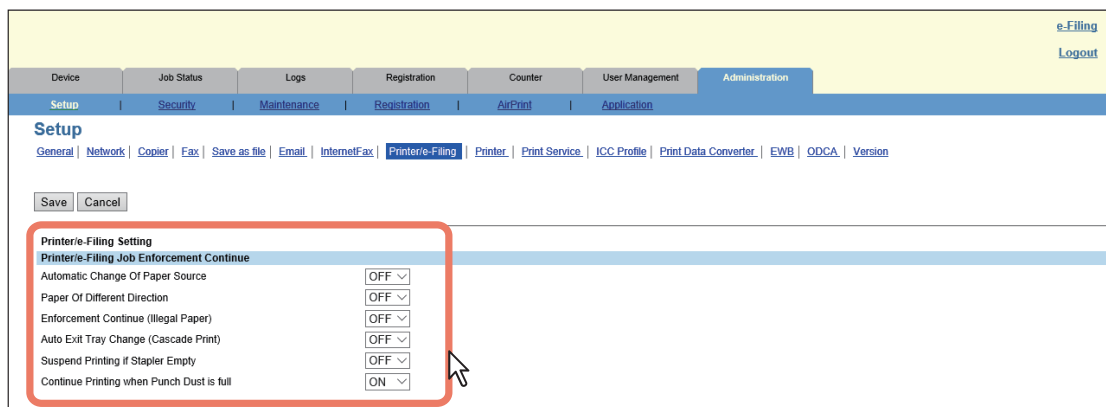 e-Filing
Logout
Device Job Status Logs Registration Counter User Management Administration
Setup | Security | Maintenance | Registration | AirPrint | Application
Setup
General | Network | Copier | Fax | Save as file | Email | InternetFax | Printer/e-Filing | Printer | Print Service | ICC Profile | Print Data Converter | EWB | ODCA | Version
Save Cancel
Printer/e-Filing Setting
Printer/e-Filing Job Enforcement Continue
Automatic Change Of Paper Source OFF
Paper Of Different Direction OFF
Enforcement Continue (Illegal Paper) OFF
Auto Exit Tray Change (Cascade Print) OFF
Suspend Printing if Stapler Empty OFF
Continue Printing when Punch Dust is full ON